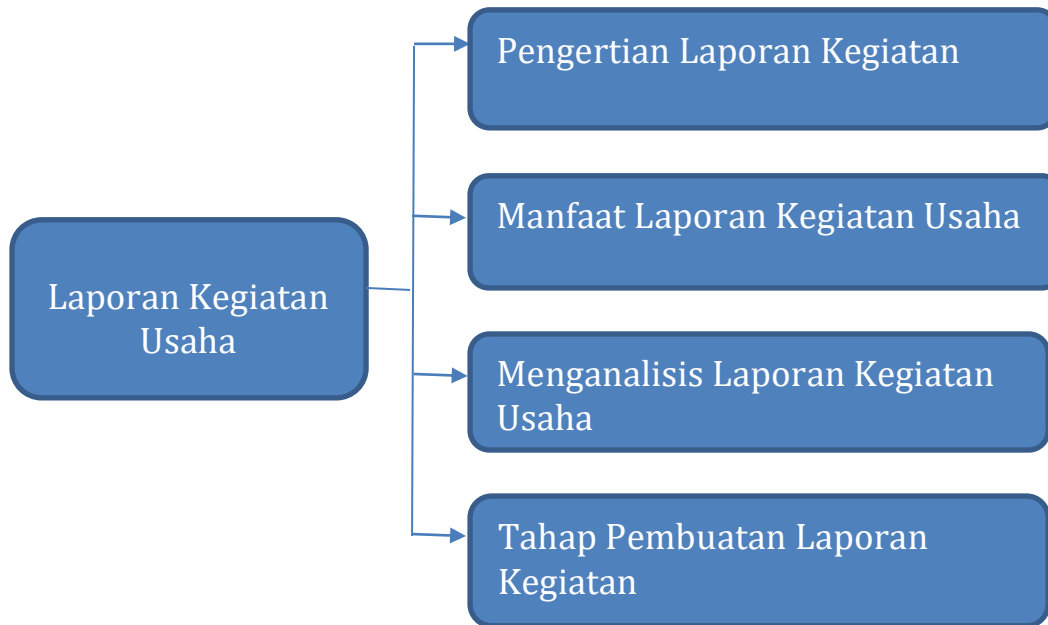 Laporan Kegiatan
Usaha
Pengertian Laporan Kegiatan
Manfaat Laporan Kegiatan Usaha
Menganalisis Laporan Kegiatan
Usaha
Tahap Pembuatan Laporan
Kegiatan